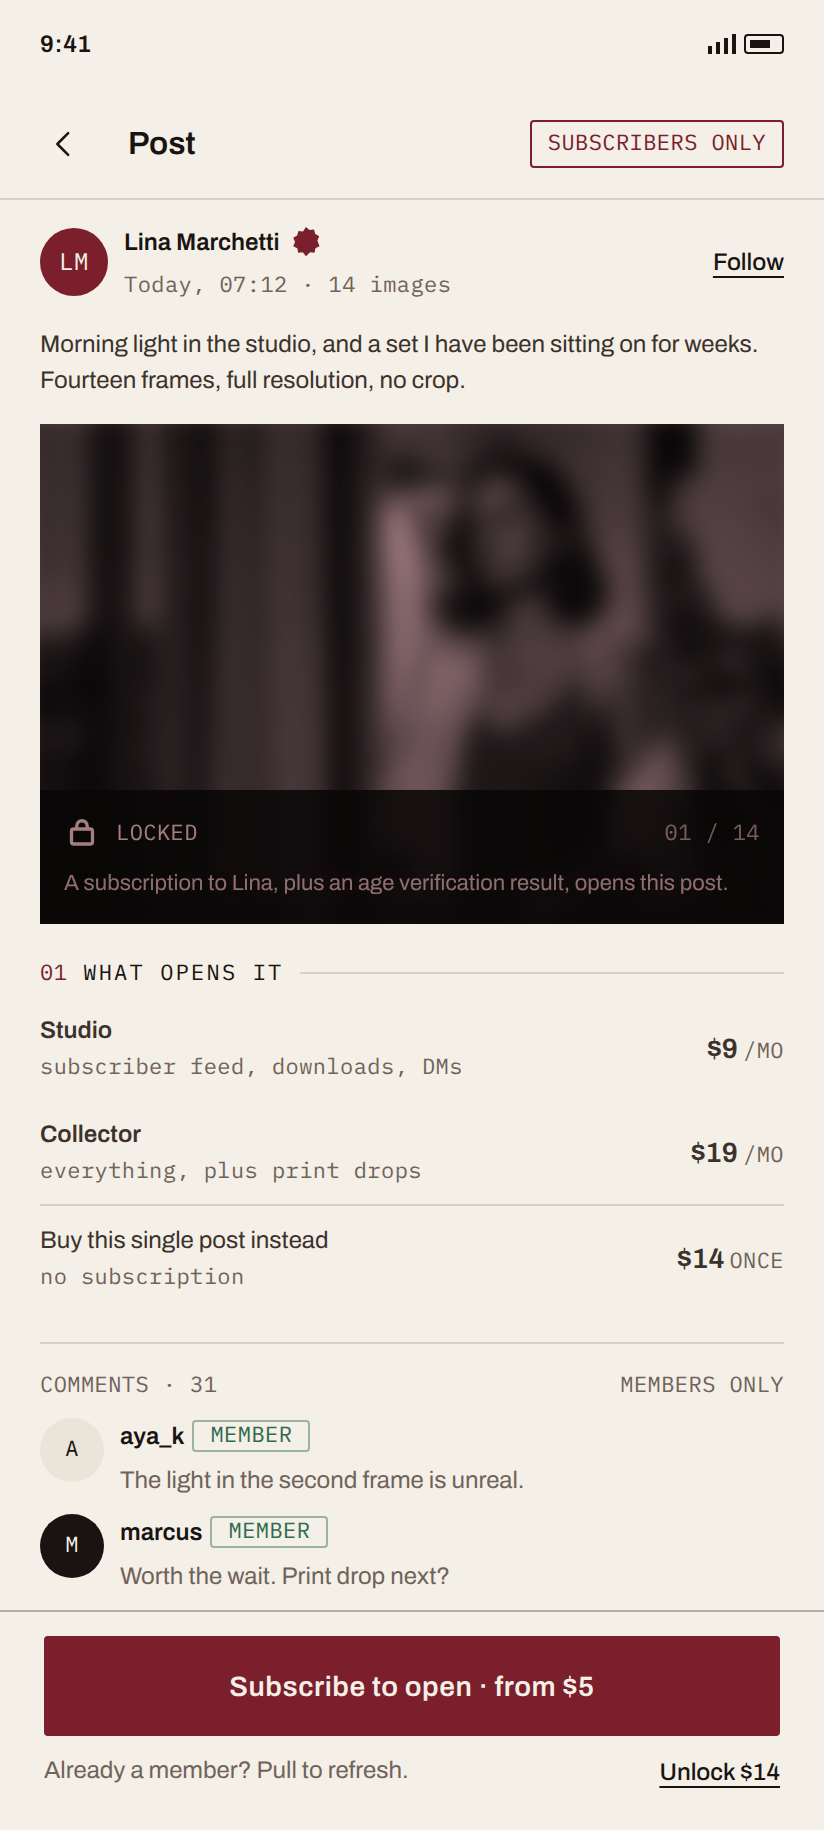 9:41
Post
SUBSCRIBERS ONLY
LM
Lina Marchetti
Today, 07:12 · 14 images
Follow
Morning light in the studio, and a set I have been sitting on for weeks.
Fourteen frames, full resolution, no crop.
LOCKED
01 / 14
A subscription to Lina, plus an age verification result, opens this post.
01 WHAT OPENS IT
Studio
subscriber feed, downloads, DMs
$9 /MO
Collector
everything, plus print drops
$19 /MO
Buy this single post instead
no subscription
$14 ONCE
COMMENTS · 31
MEMBERS ONLY
A
aya_k MEMBER
The light in the second frame is unreal.
M
marcus MEMBER
Worth the wait. Print drop next?
Subscribe to open · from $5
Already a member? Pull to refresh.
Unlock $14